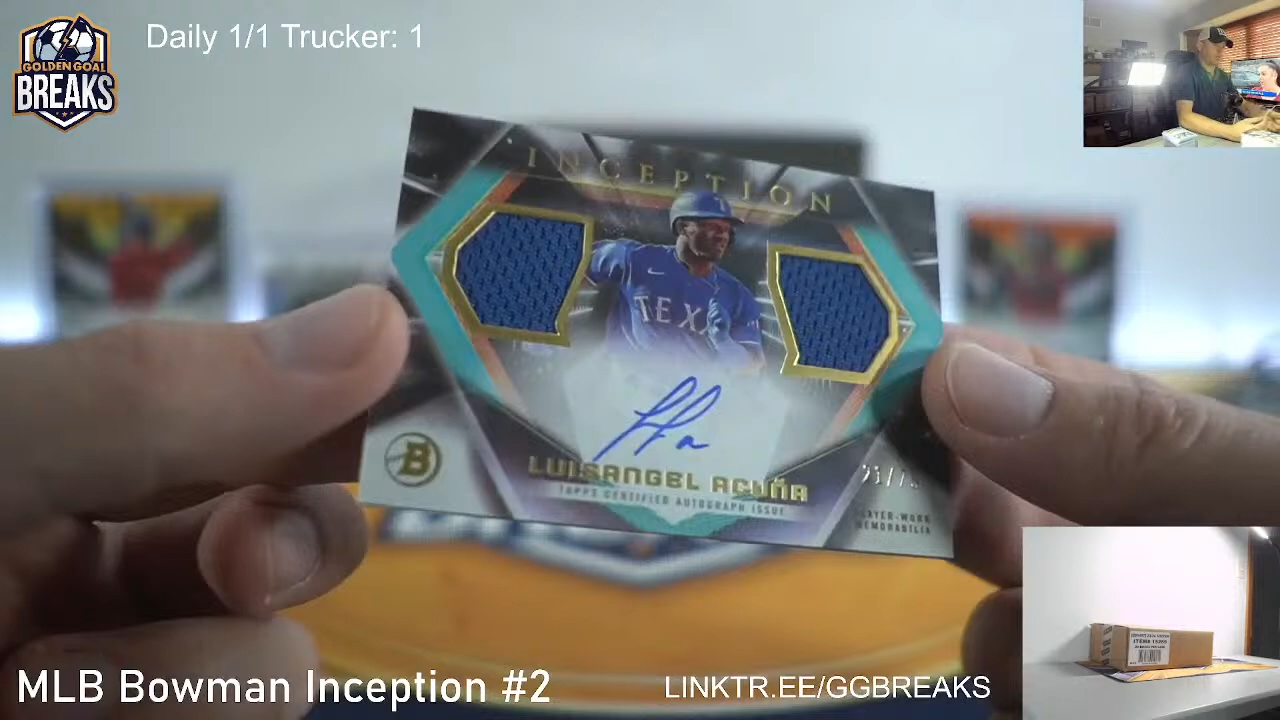 Daily 1/1 Trucker: 1
GOLDEN GOAL
BREAKS
INCEPTION
TEX
B
LUISANGEL ACUÑA
TOPPS CERTIFIED AUTOGRAPH ISSUE
PLAYER-WORN
MEMORABILIA
MLB Bowman Inception #2
LINKTR.EE/GGBREAKS